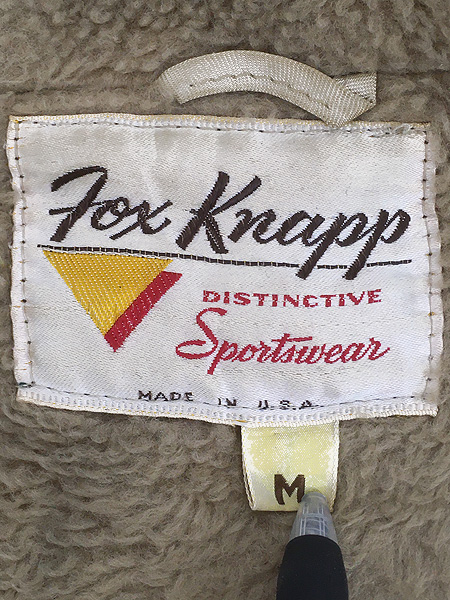 Fox Knapp
DISTINCTIVE
Sportswear
MADE IN U.S.A.
M